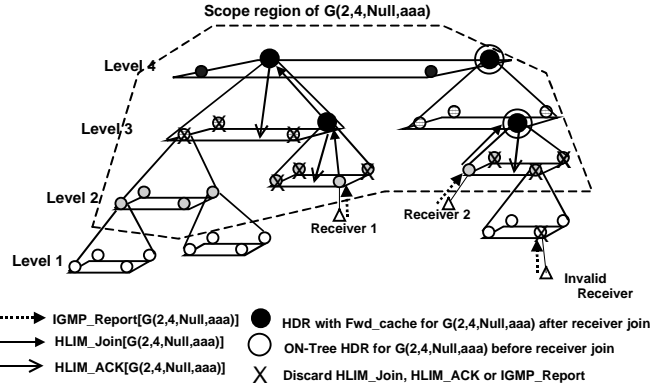 Scope region of G(2,4,Null,aaa)
Level 4
Level 3
Level 2
Receiver 1
Receiver 2
Level 1
Invalid
Receiver
IGMP_Report[G(2,4,Null,aaa)]
HDR with Fwd_cache for G(2,4,Null,aaa) after receiver join
HLIM_Join[G(2,4,Null,aaa)]
ON-Tree HDR for G(2,4,Null,aaa) before receiver join
HLIM_ACK[G(2,4,Null,aaa)]
X Discard HLIM_Join, HLIM_ACK or IGMP_Report